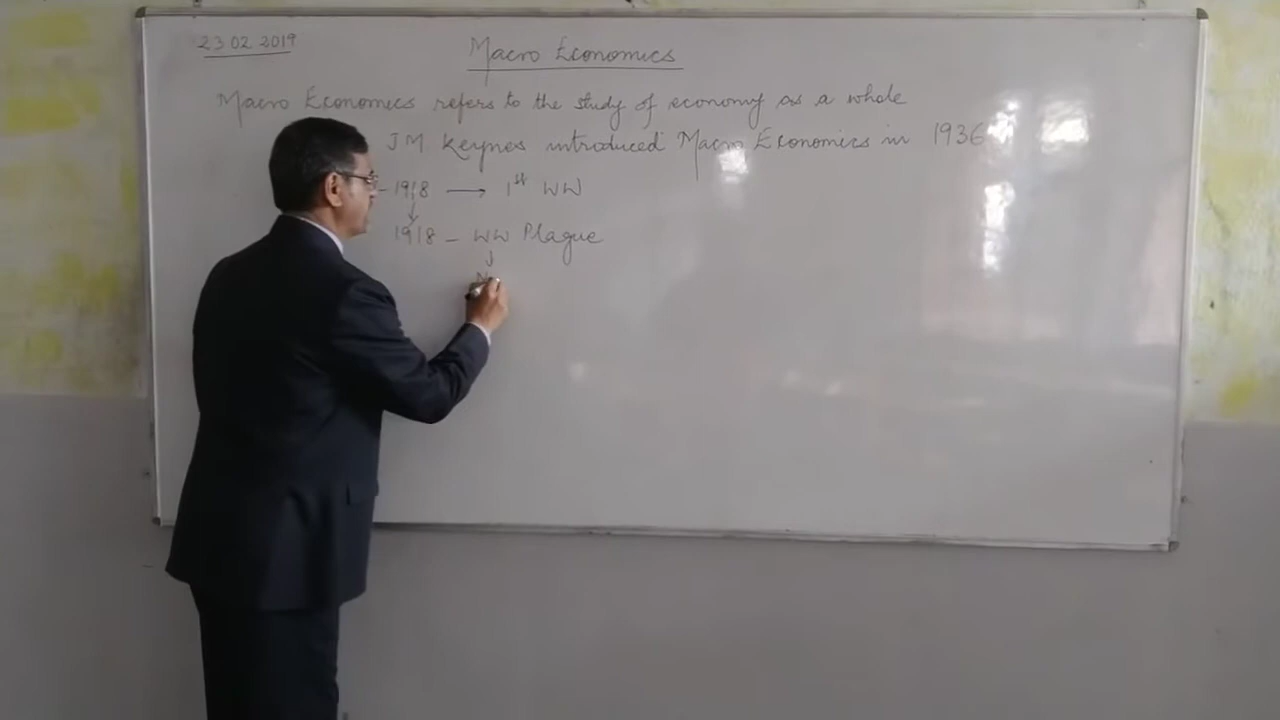 23 02 2019
Macro Economics
Macro Economics refers to the study of economy as a whole
JM Keynes introduced Macro Economics in 1936
-1918 → 1st WW
↓
1918 - WW Plague
↓